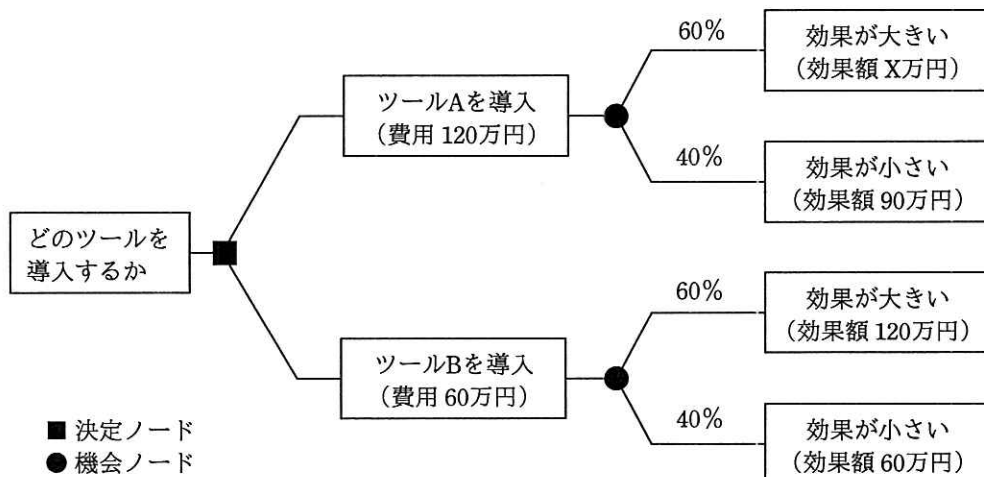 どのツールを
導入するか
ツールAを導入
（費用 120万円）
60%
効果が大きい
（効果額 X万円）
40%
効果が小さい
（効果額 90万円）
ツールBを導入
（費用 60万円）
60%
効果が大きい
（効果額 120万円）
40%
効果が小さい
（効果額 60万円）
■ 決定ノード
● 機会ノード